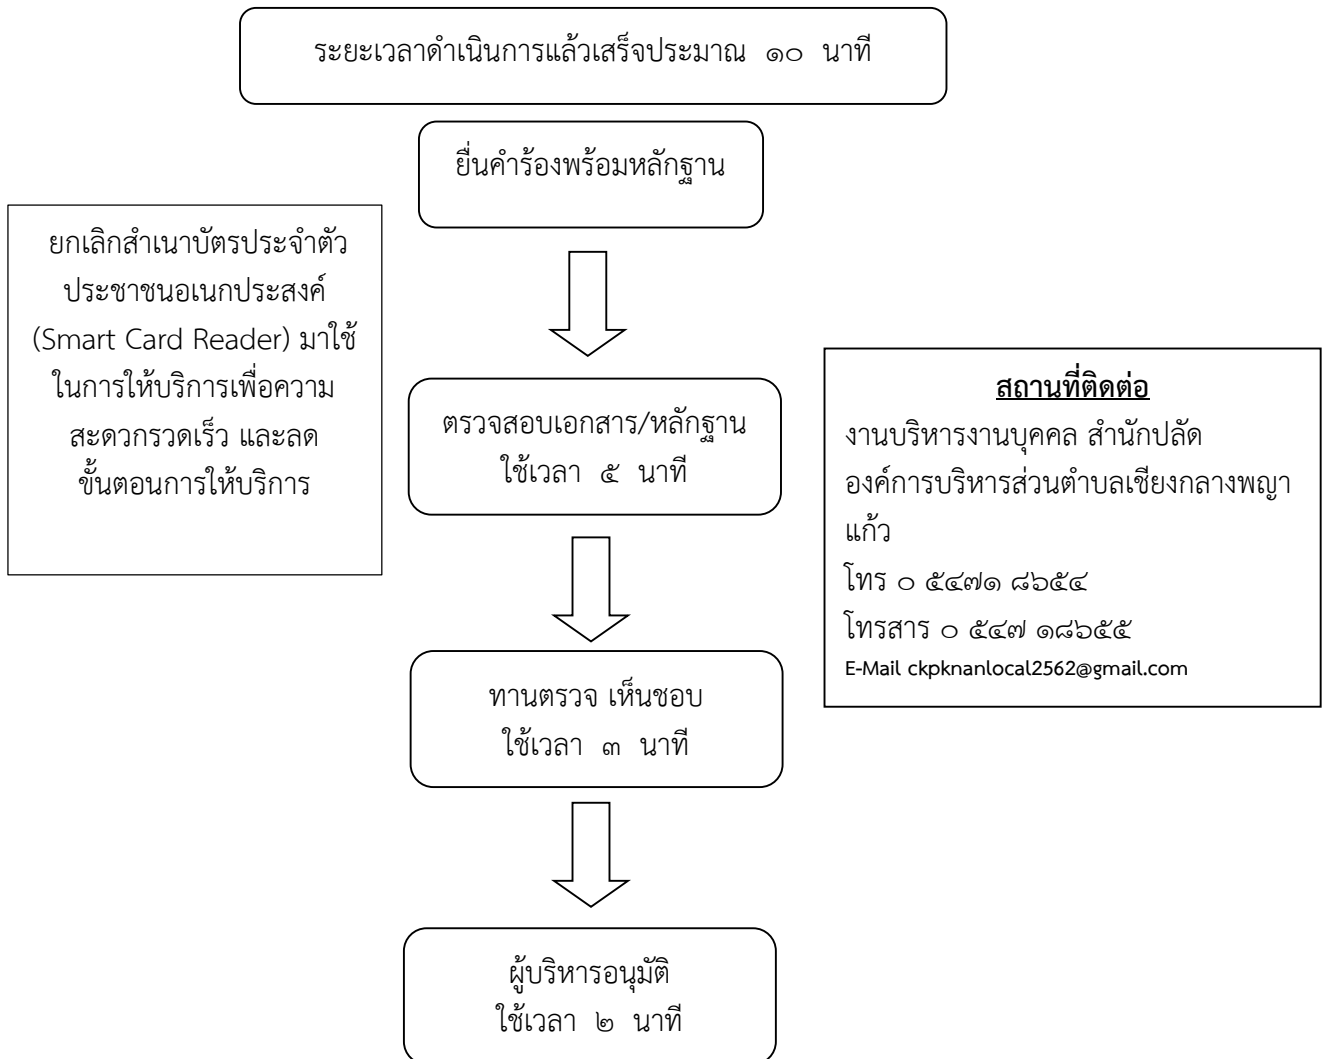 ระยะเวลาดำเนินการแล้วเสร็จประมาณ ๑๐ นาที
ยื่นคำร้องพร้อมหลักฐาน
ยกเลิกสำเนาบัตรประจำตัว
ประชาชนอเนกประสงค์
(Smart Card Reader) มาใช้
ในการให้บริการเพื่อความ
สะดวกรวดเร็ว และลด
ขั้นตอนการให้บริการ
ตรวจสอบเอกสาร/หลักฐาน
ใช้เวลา ๕ นาที
สถานที่ติดต่อ
งานบริหารงานบุคคล สำนักปลัด
องค์การบริหารส่วนตำบลเชียงกลางพญา
แก้ว
โทร ๐ ๕๔๗๑ ๘๖๕๔
โทรสาร ๐ ๕๔๗ ๑๘๖๕๕
E-Mail ckpknanlocal2562@gmail.com
ทานตรวจ เห็นชอบ
ใช้เวลา ๓ นาที
ผู้บริหารอนุมัติ
ใช้เวลา ๒ นาที